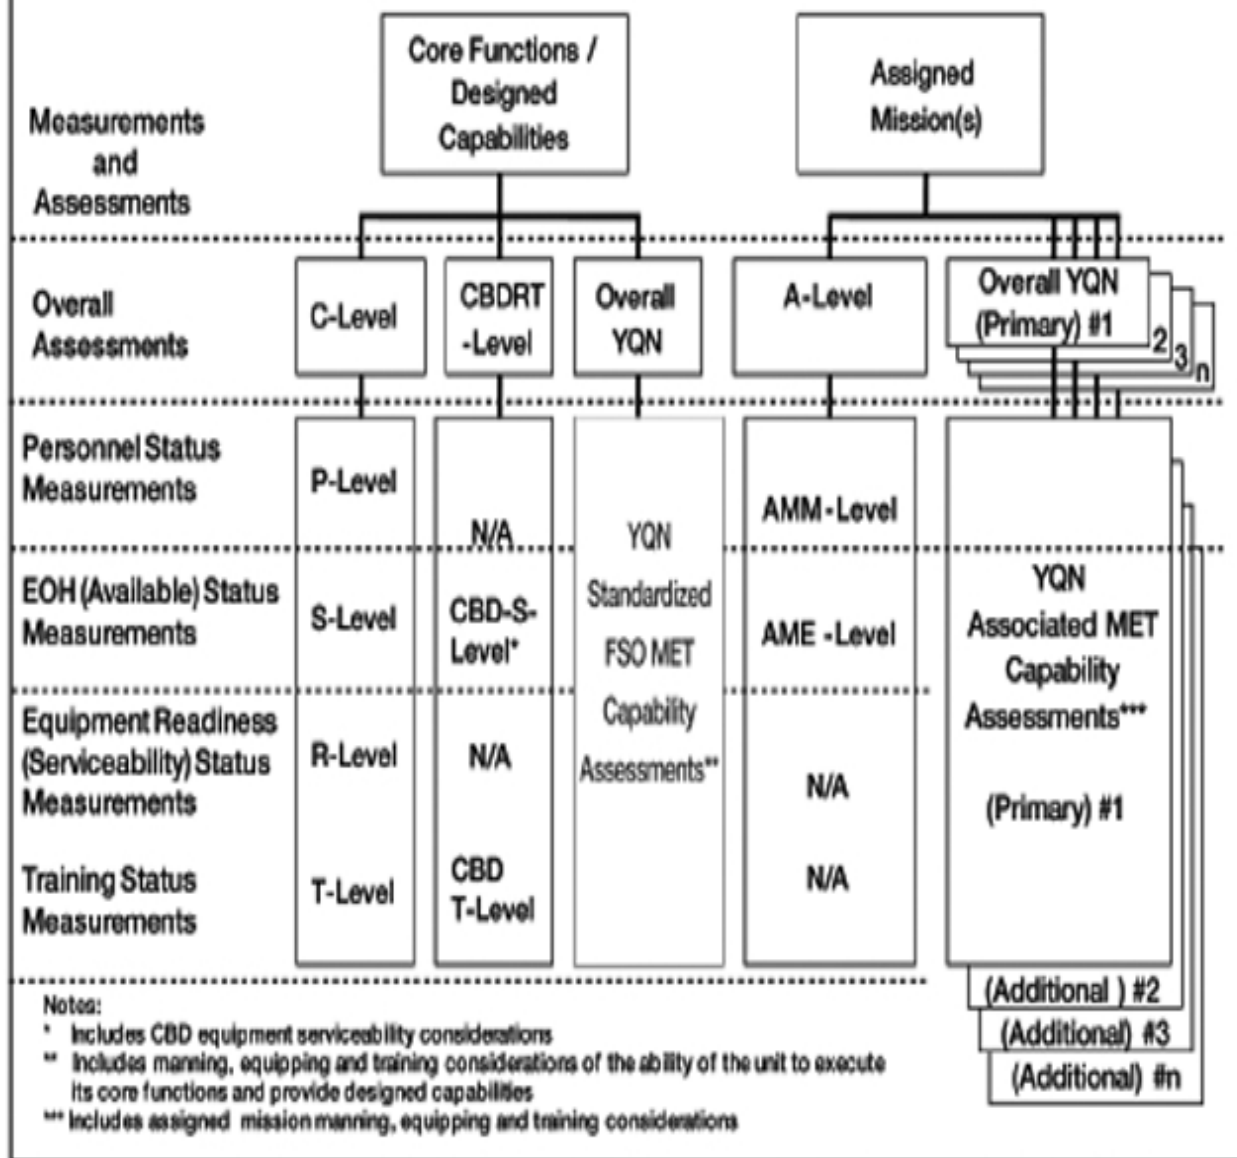 Core Functions /
Designed
Capabilities
Assigned
Mission(s)
Measurements
and
Assessments
Overall
Assessments
C-Level
CBDRT
-Level
Overall
YQN
A-Level
Overall YQN
(Primary) #1
2
3
n
Personnel Status
Measurements
P-Level
N/A
AMM-Level
EOH (Available) Status
Measurements
S-Level
CBD-S-
Level*
AME -Level
Equipment Readiness
(Serviceability) Status
Measurements
R-Level
N/A
N/A
Training Status
Measurements
T-Level
CBD
T-Level
N/A
YQN
Standardized
FSO MET
Capability
Assessments**
YQN
Associated MET
Capability
Assessments***
(Primary) #1
(Additional ) #2
(Additional) #3
(Additional) #n
Notes:
* Includes CBD equipment serviceability considerations
** Includes manning, equipping and training considerations of the ability of the unit to execute
its core functions and provide designed capabilities
*** Includes assigned mission manning, equipping and training considerations